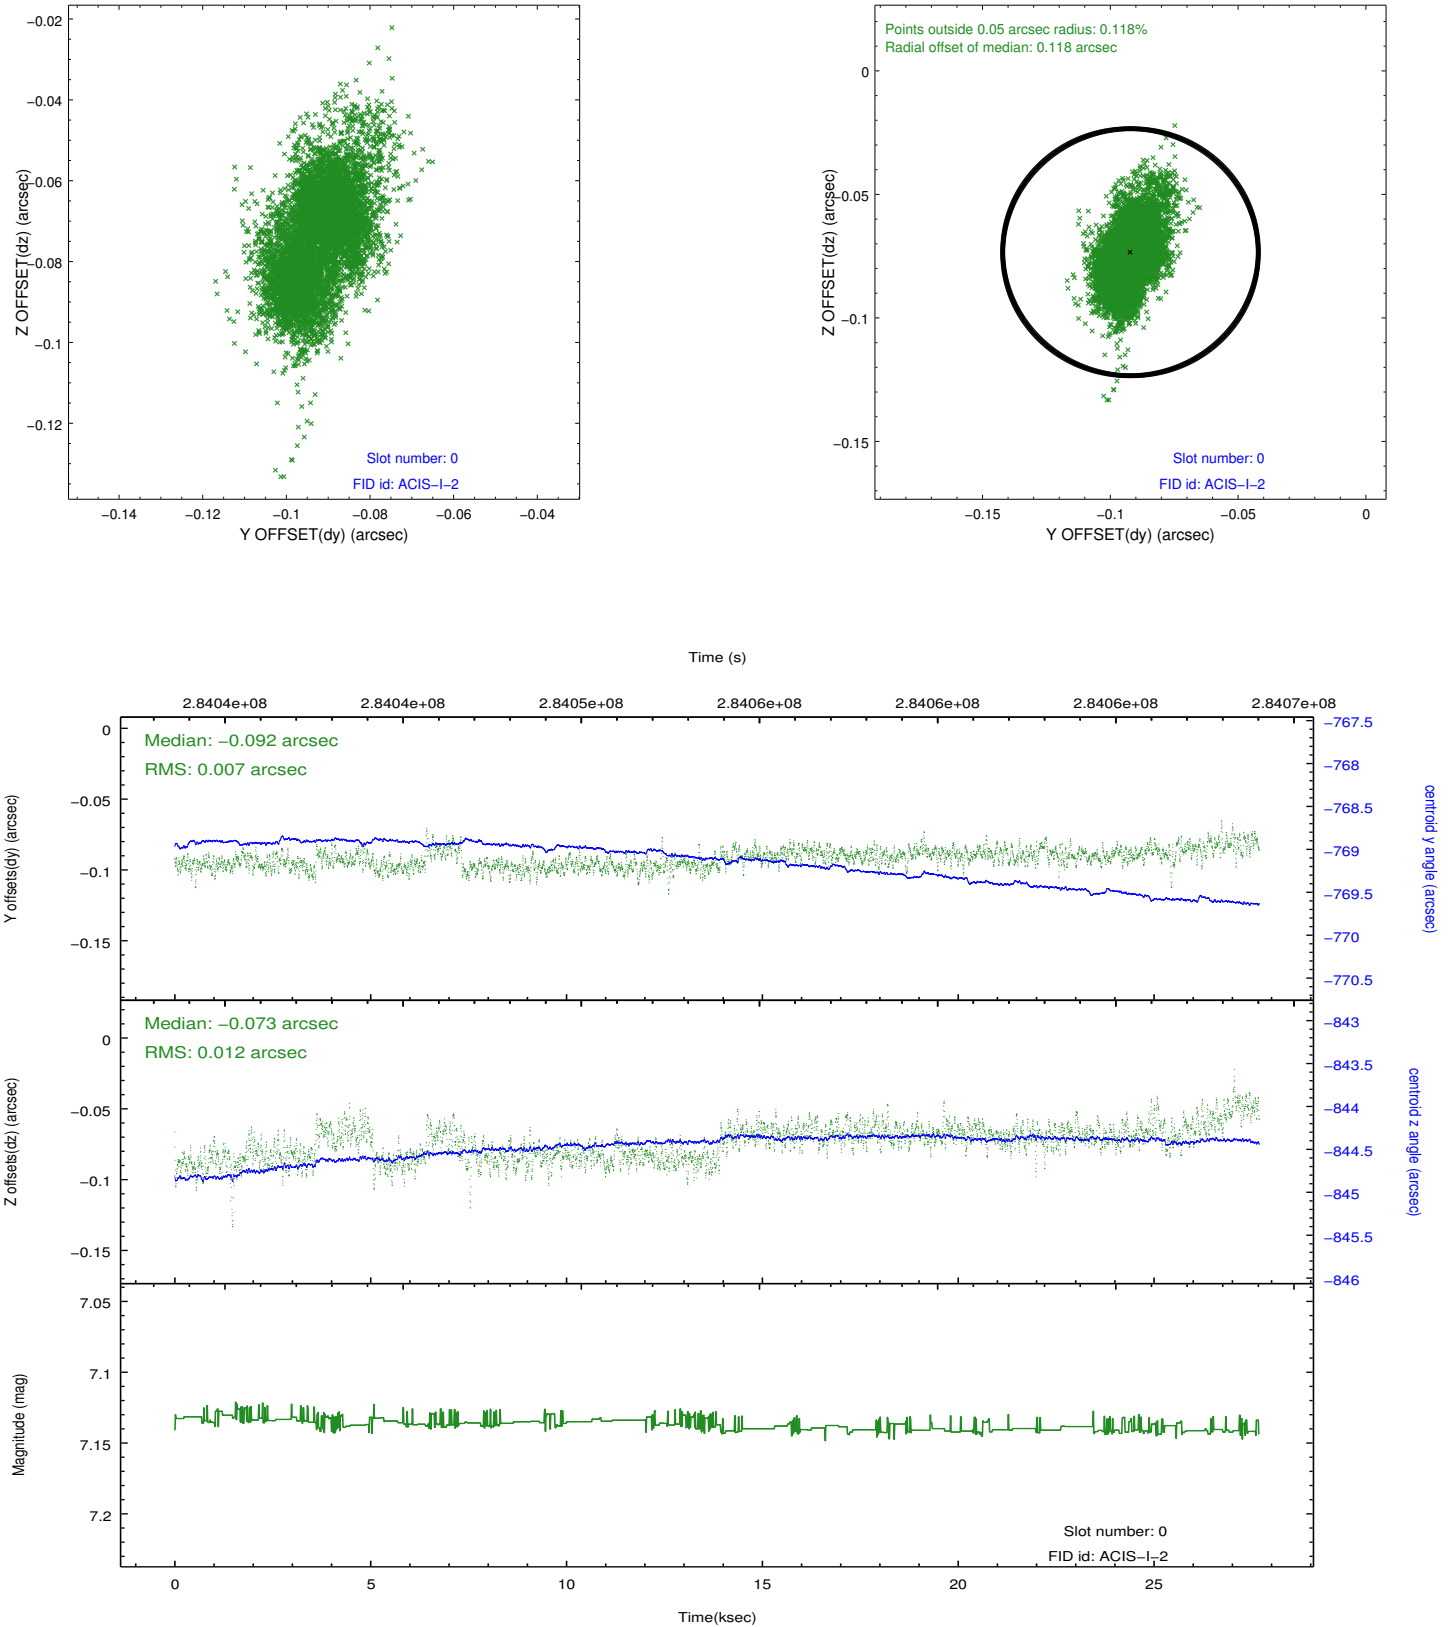 −0.02
−0.04
−0.06
−0.08
−0.1
−0.12
Z OFFSET(dz) (arcsec)
Slot number: 0
FID id: ACIS−I−2
−0.14 −0.12 −0.1 −0.08 −0.06 −0.04
Y OFFSET(dy) (arcsec)
Points outside 0.05 arcsec radius: 0.118%
Radial offset of median: 0.118 arcsec
0
−0.05
−0.1
−0.15
Z OFFSET(dz) (arcsec)
Slot number: 0
FID id: ACIS−I−2
−0.15 −0.1 −0.05 0
Y OFFSET(dy) (arcsec)
Time (s)
2.8404e+08 2.8404e+08 2.8405e+08 2.8406e+08 2.8406e+08 2.8406e+08 2.8407e+08
Median: −0.092 arcsec
RMS: 0.007 arcsec
0
−0.05
−0.1
−0.15
Y offsets(dy) (arcsec)
−767.5
−768
−768.5
−769
−769.5
−770
−770.5
centroid y angle (arcsec)
Median: −0.073 arcsec
RMS: 0.012 arcsec
0
−0.05
−0.1
−0.15
Z offsets(dz) (arcsec)
−843
−843.5
−844
−844.5
−845
−845.5
−846
centroid z angle (arcsec)
7.05
7.1
7.15
7.2
Magnitude (mag)
Slot number: 0
FID id: ACIS−I−2
0 5 10 15 20 25
Time(ksec)